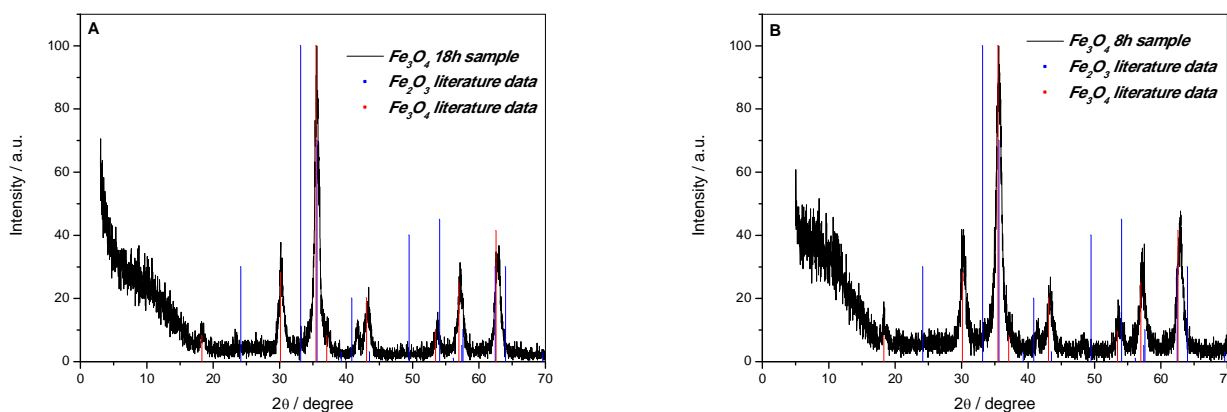 A
Fe₃O₄ 18h sample
Fe₂O₃ literature data
Fe₃O₄ literature data
Intensity / a.u.
100
80
60
40
20
0
0 10 20 30 40 50 60 70
2θ / degree
B
Fe₃O₄ 8h sample
Fe₂O₃ literature data
Fe₃O₄ literature data
Intensity / a.u.
100
80
60
40
20
0
0 10 20 30 40 50 60 70
2θ / degree